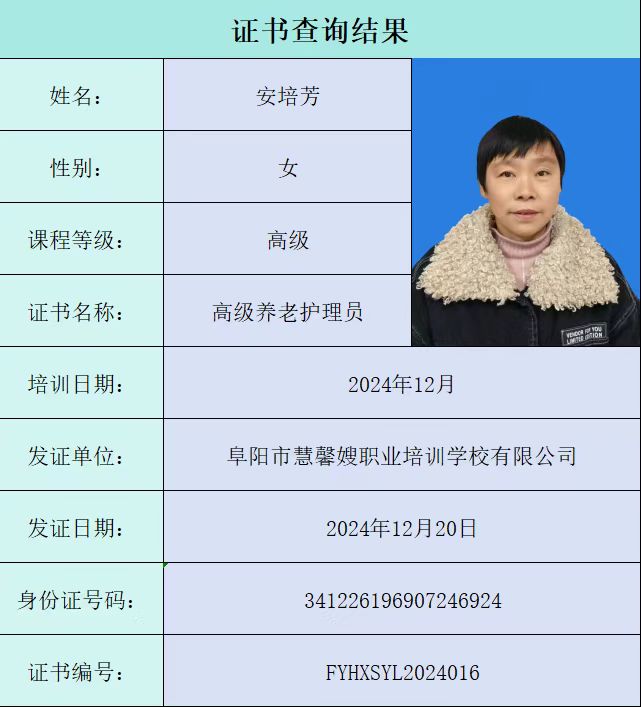 证书查询结果
姓名： 安培芳
性别： 女
课程等级： 高级
证书名称： 高级养老护理员
VENDOR FOR YOU
LIMITED EDITION
培训日期： 2024年12月
发证单位： 阜阳市慧馨嫂职业培训学校有限公司
发证日期： 2024年12月20日
身份证号码： 341226196907246924
证书编号： FYHXSYL2024016